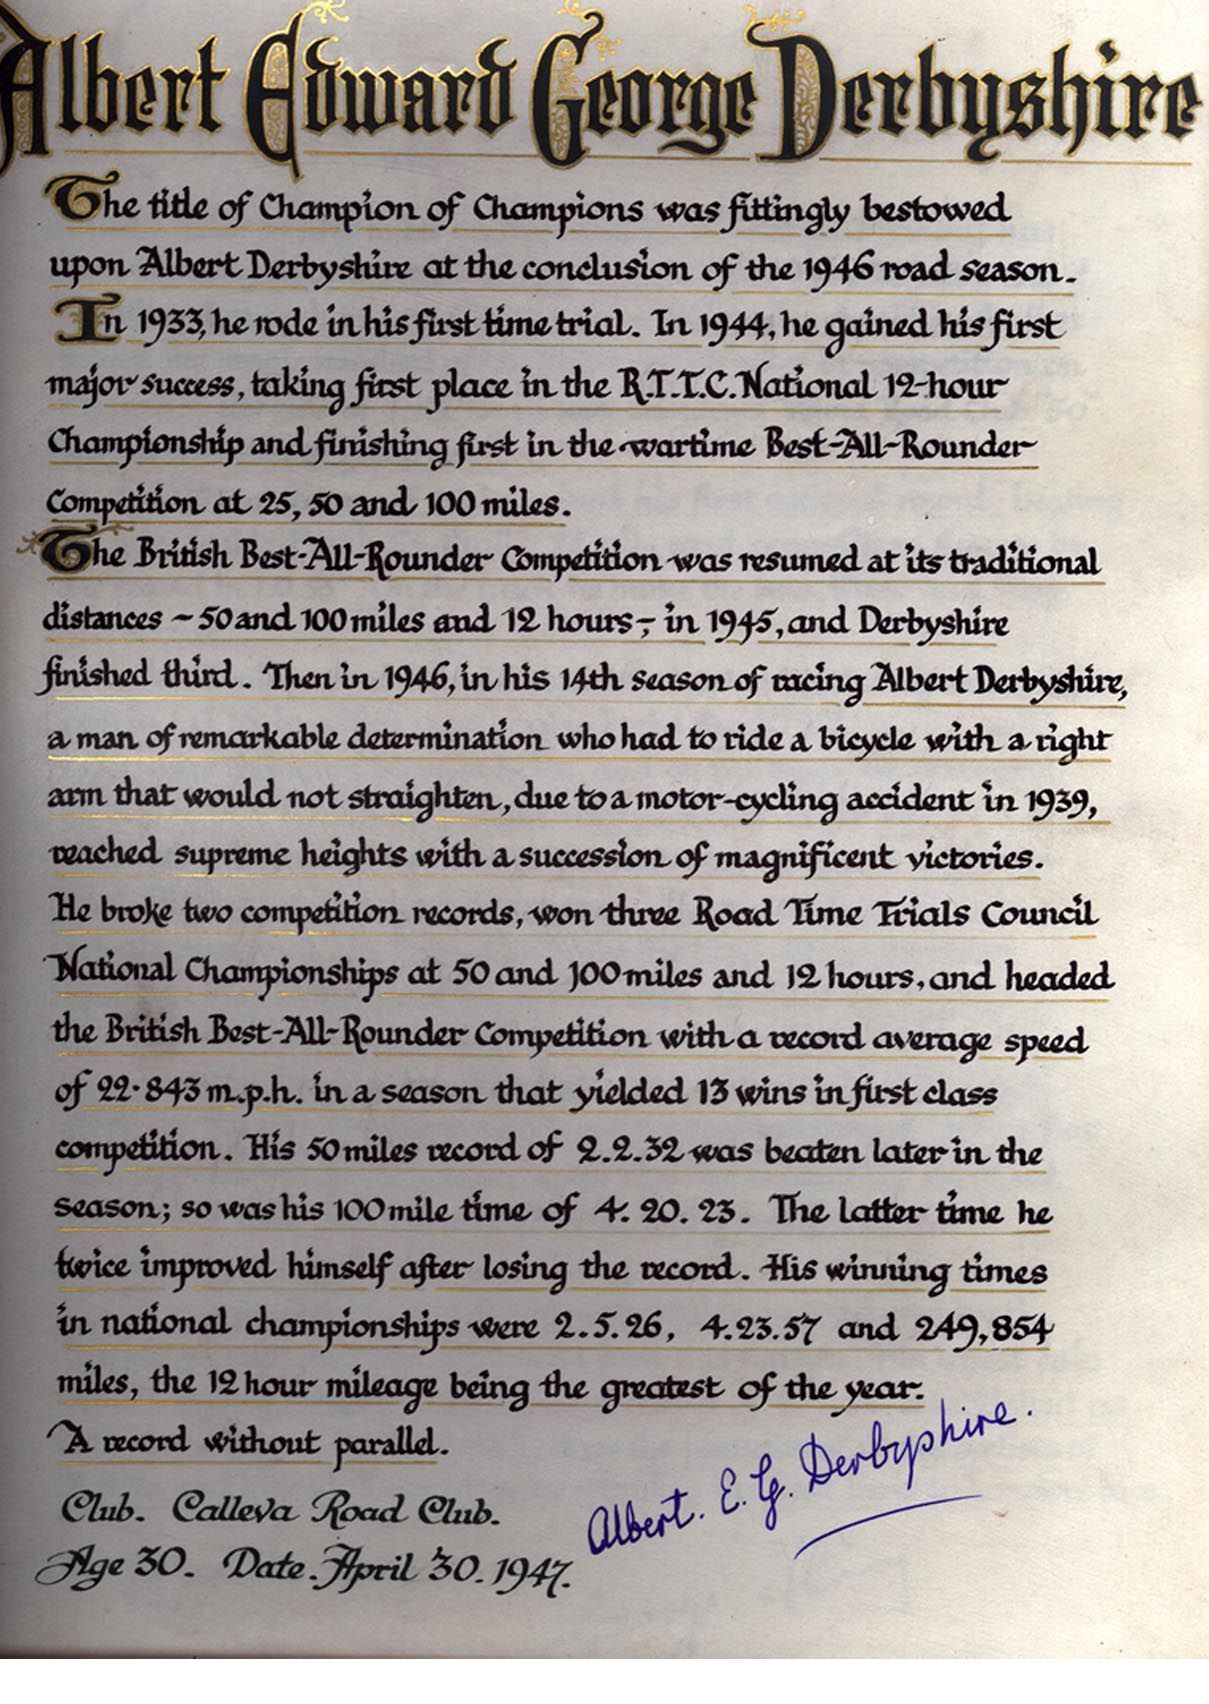 Albert Edward George Derbyshire
The title of Champion of Champions was fittingly bestowed
upon Albert Derbyshire at the conclusion of the 1946 road season.
In 1933, he rode in his first time trial. In 1944, he gained his first
major success, taking first place in the R.T.T.C. National 12-hour
Championship and finishing first in the wartime Best-All-Rounder
Competition at 25, 50 and 100 miles.
The British Best-All-Rounder Competition was resumed at its traditional
distances - 50 and 100 miles and 12 hours -, in 1945, and Derbyshire
finished third. Then in 1946, in his 14th season of racing Albert Derbyshire,
a man of remarkable determination who had to ride a bicycle with a right
arm that would not straighten, due to a motor-cycling accident in 1939,
reached supreme heights with a succession of magnificent victories.
He broke two competition records, won three Road Time Trials Council
National Championships at 50 and 100 miles and 12 hours, and headed
the British Best-All-Rounder Competition with a record average speed
of 22·843 m.p.h. in a season that yielded 13 wins in first class
competition. His 50 miles record of 2.2.32 was beaten later in the
season; so was his 100 mile time of 4. 20. 23. The latter time he
twice improved himself after losing the record. His winning times
in national championships were 2.5.26, 4.23.57 and 249,854
miles, the 12 hour mileage being the greatest of the year.
A record without parallel.
Albert. E. G. Derbyshire.
Club. Calleva Road Club.
Age 30. Date. April 30. 1947.